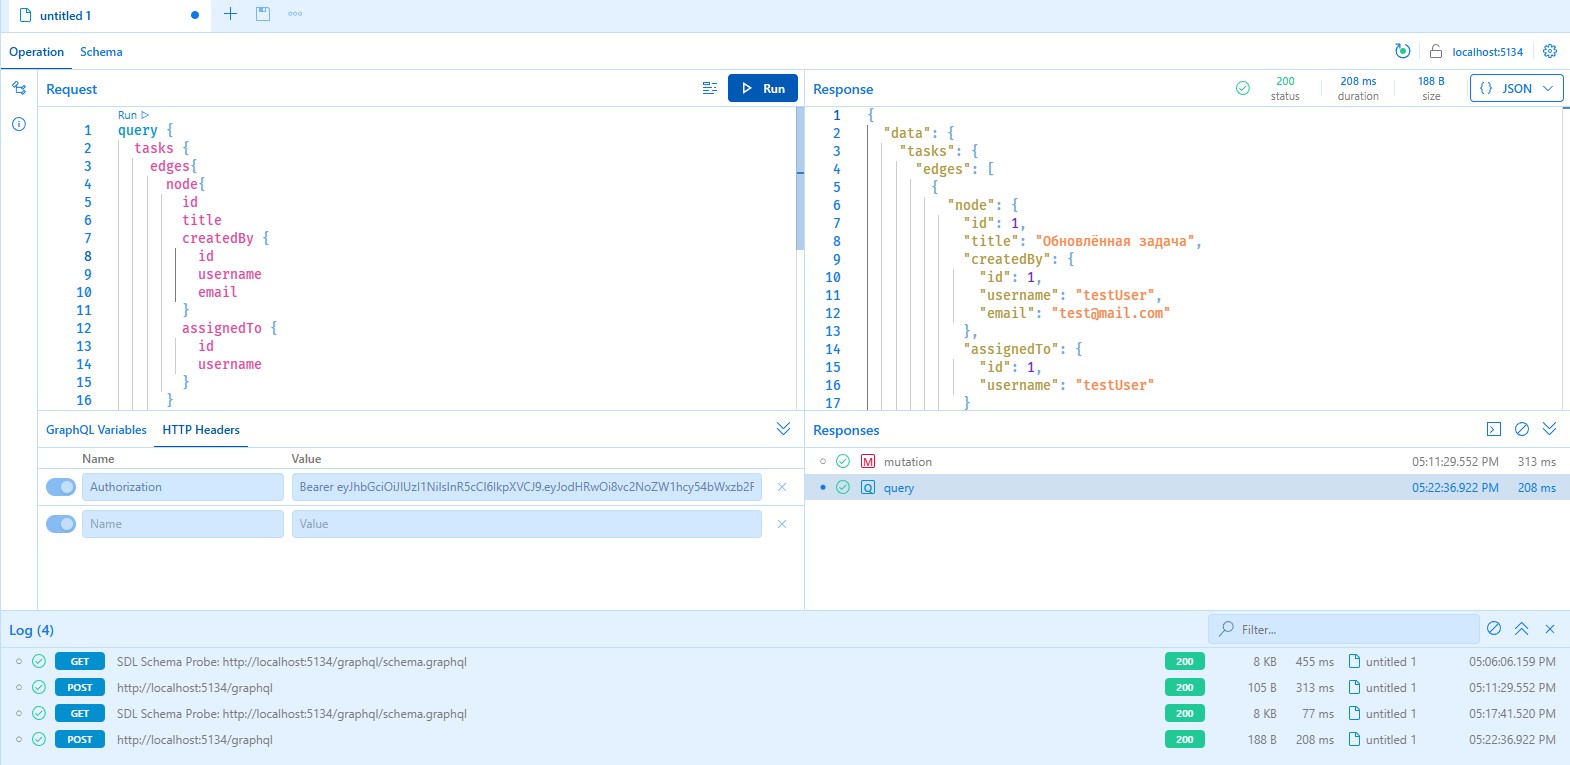 untitled 1
Operation Schema
localhost:5134
Request
Run
Run
1 query {
2 tasks {
3 edges{
4 node{
5 id
6 title
7 createdBy {
8 id
9 username
10 email
11 }
12 assignedTo {
13 id
14 username
15 }
16 }
Response
200 status
208 ms duration
188 B size
{ } JSON
1 {
2 "data": {
3 "tasks": {
4 "edges": [
5 {
6 "node": {
7 "id": 1,
8 "title": "Обновлённая задача",
9 "createdBy": {
10 "id": 1,
11 "username": "testUser",
12 "email": "test@mail.com"
13 },
14 "assignedTo": {
15 "id": 1,
16 "username": "testUser"
17 }
GraphQL Variables HTTP Headers
Name Value
Authorization Bearer eyJhbGciOiJIUzI1NiIsInR5cCI6IkpXVCJ9.eyJodHRwOi8vc2NoZW1hcy54bWxzb2F
Name Value
Responses
M mutation 05:11:29.552 PM 313 ms
Q query 05:22:36.922 PM 208 ms
Log (4)
Filter...
GET SDL Schema Probe: http://localhost:5134/graphql/schema.graphql 200 8 KB 455 ms untitled 1 05:06:06.159 PM
POST http://localhost:5134/graphql 200 105 B 313 ms untitled 1 05:11:29.552 PM
GET SDL Schema Probe: http://localhost:5134/graphql/schema.graphql 200 8 KB 77 ms untitled 1 05:17:41.520 PM
POST http://localhost:5134/graphql 200 188 B 208 ms untitled 1 05:22:36.922 PM